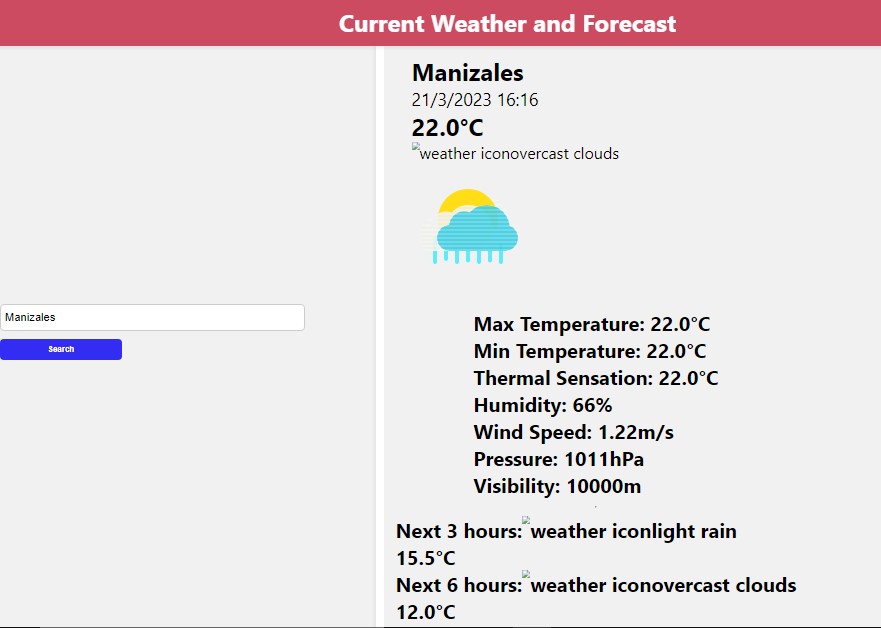 Current Weather and Forecast
Manizales
Search
Manizales
21/3/2023 16:16
22.0°C
weather iconovercast clouds
Max Temperature: 22.0°C
Min Temperature: 22.0°C
Thermal Sensation: 22.0°C
Humidity: 66%
Wind Speed: 1.22m/s
Pressure: 1011hPa
Visibility: 10000m
Next 3 hours:weather iconlight rain
15.5°C
Next 6 hours:weather iconovercast clouds
12.0°C